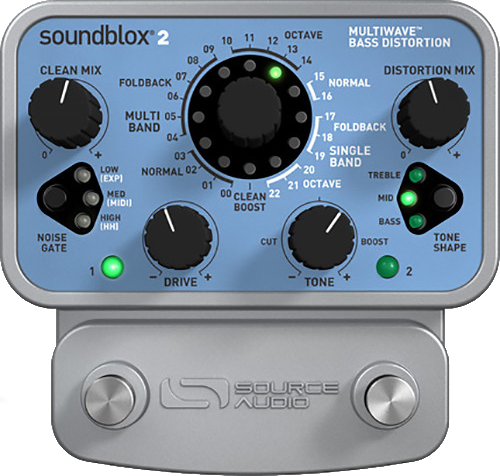 soundblox® 2
MULTIWAVE™
BASS DISTORTION
CLEAN MIX
0 +
DISTORTION MIX
0 +
OCTAVE
00
01
02
03
04
05
06
07
08
09
10
11
12
13
14
15
16
17
18
19
20
21
22
FOLDBACK
MULTI
BAND
NORMAL
CLEAN
BOOST
NORMAL
FOLDBACK
SINGLE
BAND
OCTAVE
LOW
(EXP)
MED
(MIDI)
HIGH
(HH)
NOISE
GATE
TREBLE
MID
BASS
TONE
SHAPE
1
− DRIVE +
CUT BOOST
− TONE +
2
SOURCE
AUDIO